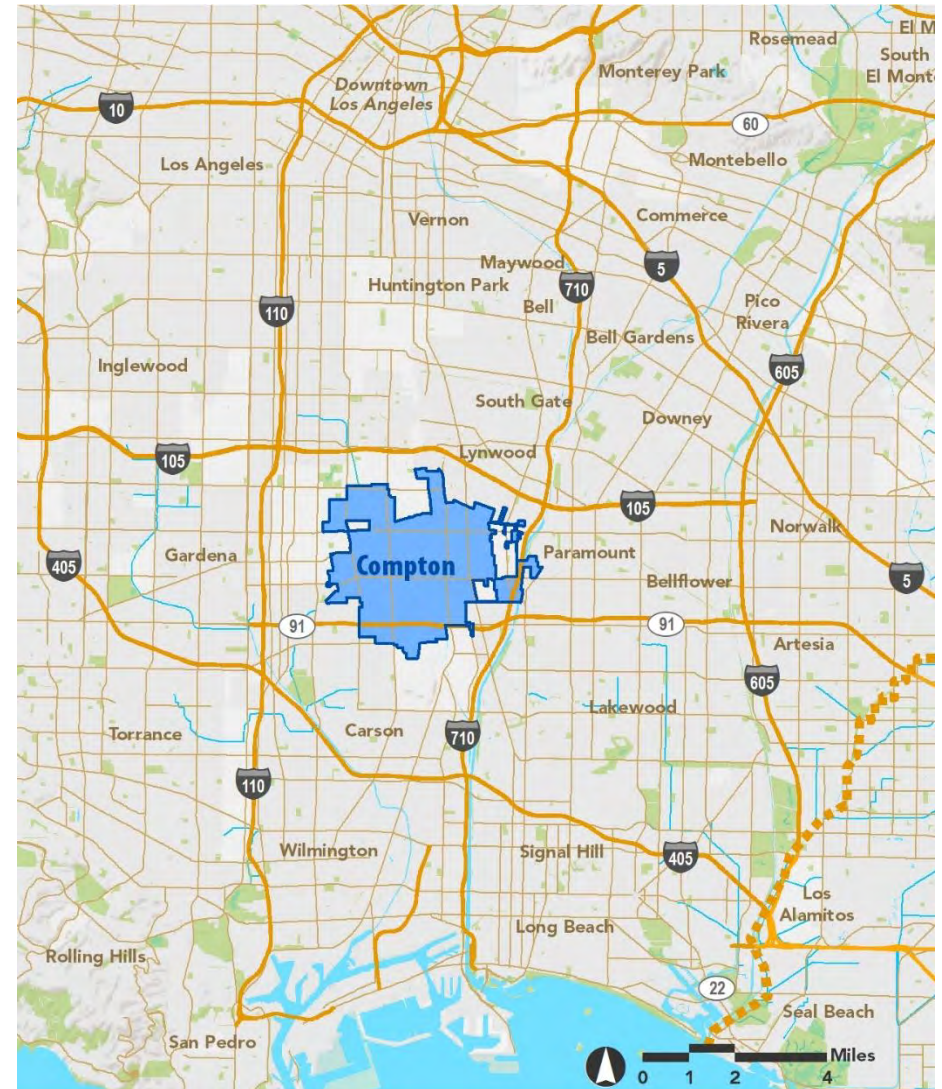 El M
Rosemead
South
El Monte
Monterey Park
Downtown
Los Angeles
10
60
Los Angeles
Montebello
Vernon
Commerce
Maywood
5
Huntington Park
710
Bell
110
Pico
Rivera
Bell Gardens
Inglewood
605
South Gate
Downey
Lynwood
105
105
Norwalk
Gardena
Paramount
405
Compton
Bellflower
5
91
91
Artesia
605
Lakewood
Torrance
Carson
710
110
Wilmington
Signal Hill
405
Los
Alamitos
Long Beach
Rolling Hills
22
Seal Beach
San Pedro
Miles
0 1 2 4